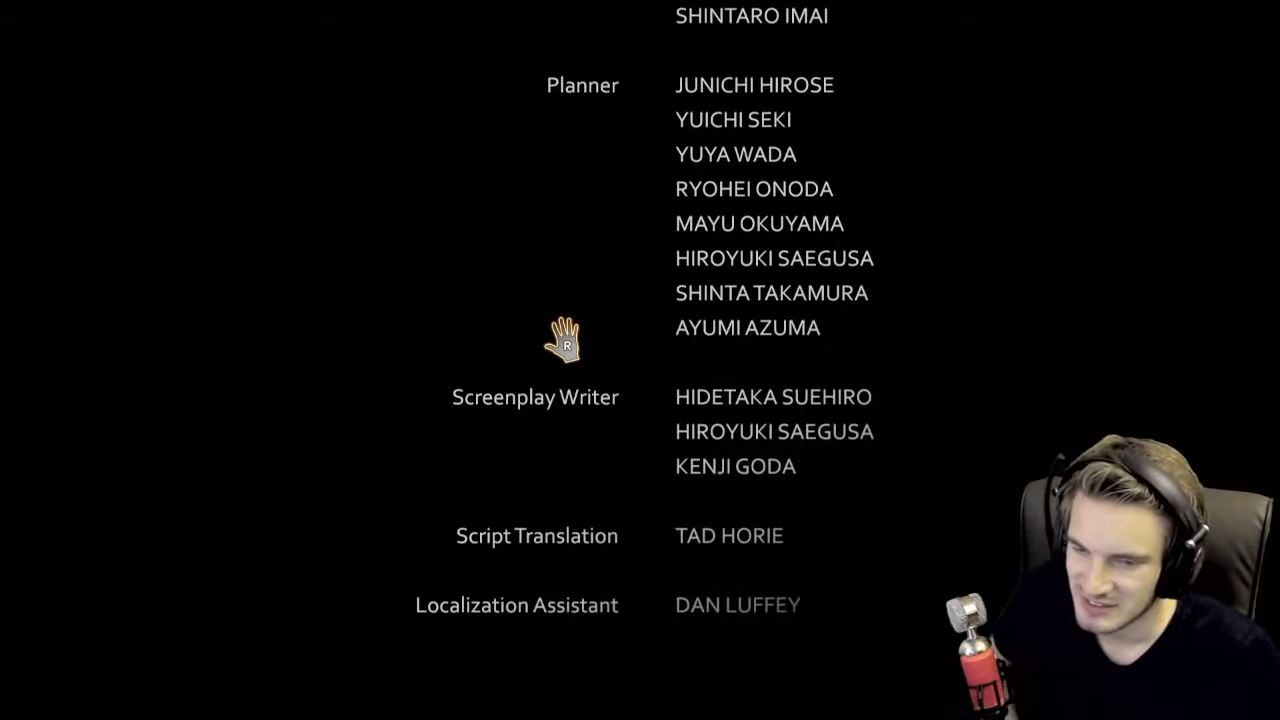 SHINTARO IMAI
Planner JUNICHI HIROSE
YUICHI SEKI
YUYA WADA
RYOHEI ONODA
MAYU OKUYAMA
HIROYUKI SAEGUSA
SHINTA TAKAMURA
AYUMI AZUMA
R
Screenplay Writer HIDETAKA SUEHIRO
HIROYUKI SAEGUSA
KENJI GODA
Script Translation TAD HORIE
Localization Assistant DAN LUFFEY